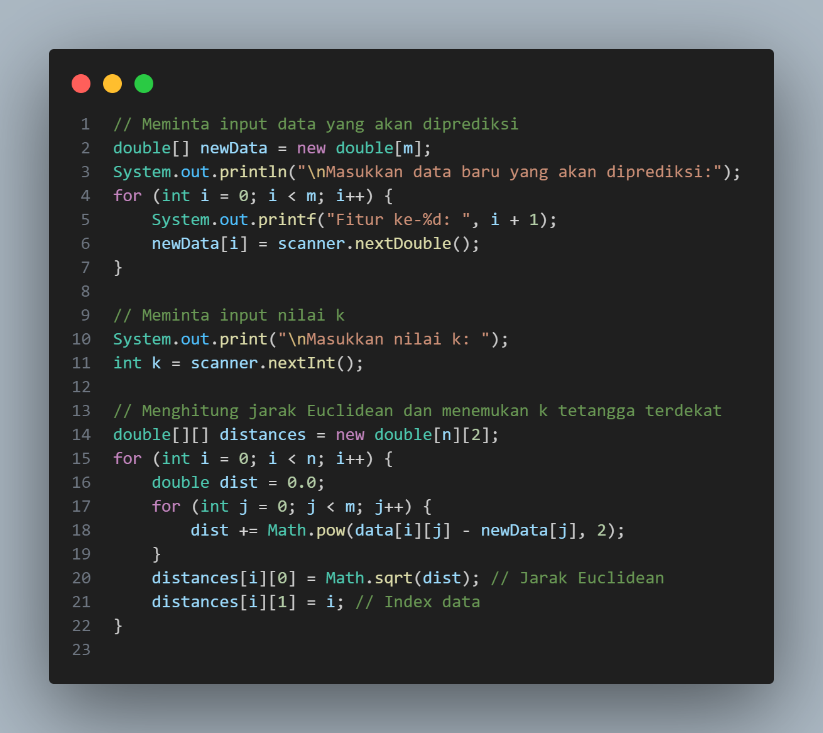 1 // Meminta input data yang akan diprediksi
2 double[] newData = new double[m];
3 System.out.println("\nMasukkan data baru yang akan diprediksi:");
4 for (int i = 0; i < m; i++) {
5     System.out.printf("Fitur ke-%d: ", i + 1);
6     newData[i] = scanner.nextDouble();
7 }
8
9 // Meminta input nilai k
10 System.out.print("\nMasukkan nilai k: ");
11 int k = scanner.nextInt();
12
13 // Menghitung jarak Euclidean dan menemukan k tetangga terdekat
14 double[][] distances = new double[n][2];
15 for (int i = 0; i < n; i++) {
16     double dist = 0.0;
17     for (int j = 0; j < m; j++) {
18         dist += Math.pow(data[i][j] - newData[j], 2);
19     }
20     distances[i][0] = Math.sqrt(dist); // Jarak Euclidean
21     distances[i][1] = i; // Index data
22 }
23